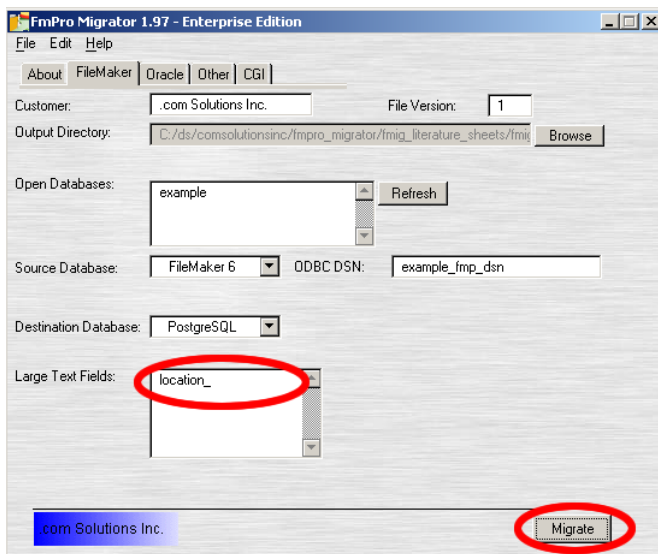 FmPro Migrator 1.97 - Enterprise Edition
File Edit Help
About FileMaker Oracle Other CGI
Customer: .com Solutions Inc. File Version: 1
Output Directory: C:/ds/comsolutionsinc/fmpro_migrator/fmig_literature_sheets/fmig Browse
Open Databases: example Refresh
Source Database: FileMaker 6 ODBC DSN: example_fmp_dsn
Destination Database: PostgreSQL
Large Text Fields: location_
.com Solutions Inc. Migrate